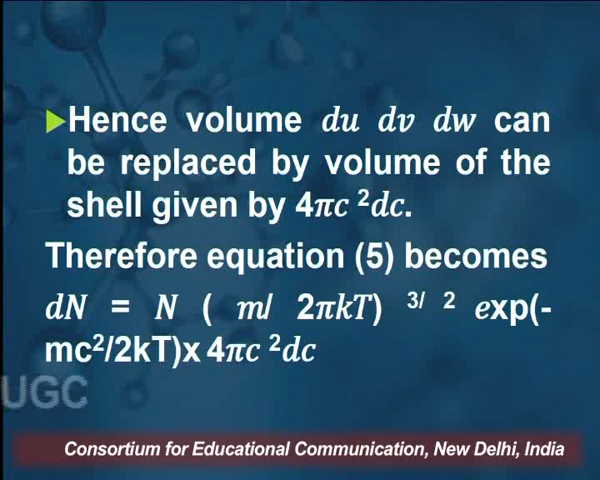 Hence volume du dv dw can
be replaced by volume of the
shell given by 4πc ²dc.
Therefore equation (5) becomes
dN = N ( m/ 2πkT) ³/ ² exp(-
mc²/2kT)x 4πc ²dc
UGC
Consortium for Educational Communication, New Delhi, India